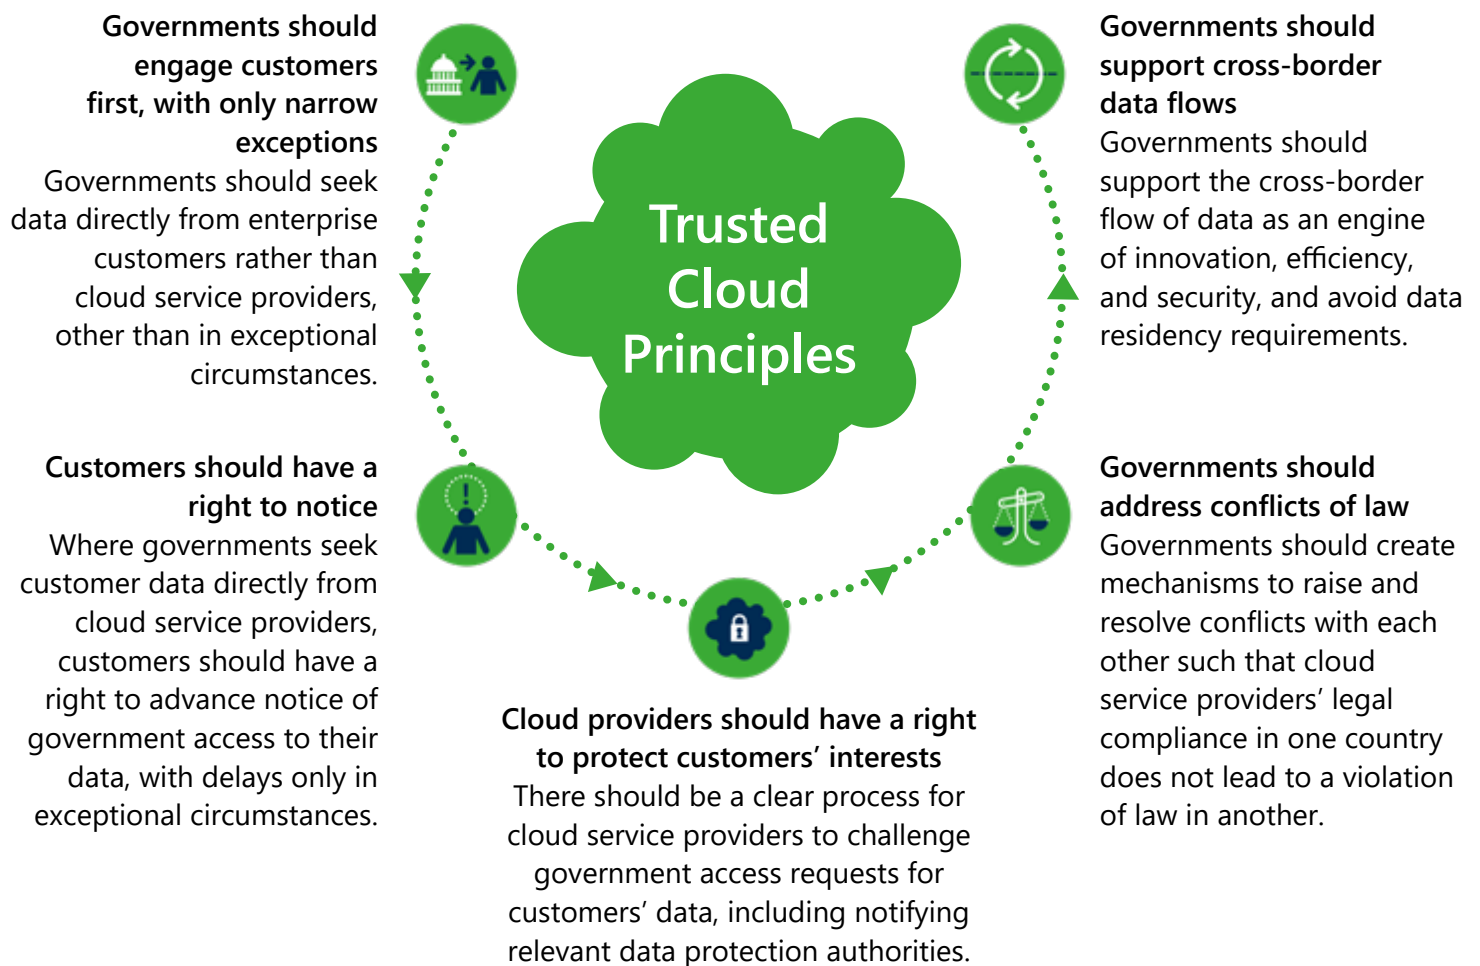 Governments should
engage customers
first, with only narrow
exceptions
Governments should seek
data directly from enterprise
customers rather than
cloud service providers,
other than in exceptional
circumstances.
Customers should have a
right to notice
Where governments seek
customer data directly from
cloud service providers,
customers should have a
right to advance notice of
government access to their
data, with delays only in
exceptional circumstances.
Trusted
Cloud
Principles
Cloud providers should have a right
to protect customers’ interests
There should be a clear process for
cloud service providers to challenge
government access requests for
customers’ data, including notifying
relevant data protection authorities.
Governments should
address conflicts of law
Governments should create
mechanisms to raise and
resolve conflicts with each
other such that cloud
service providers’ legal
compliance in one country
does not lead to a violation
of law in another.
Governments should
support cross-border
data flows
Governments should
support the cross-border
flow of data as an engine
of innovation, efficiency,
and security, and avoid data
residency requirements.